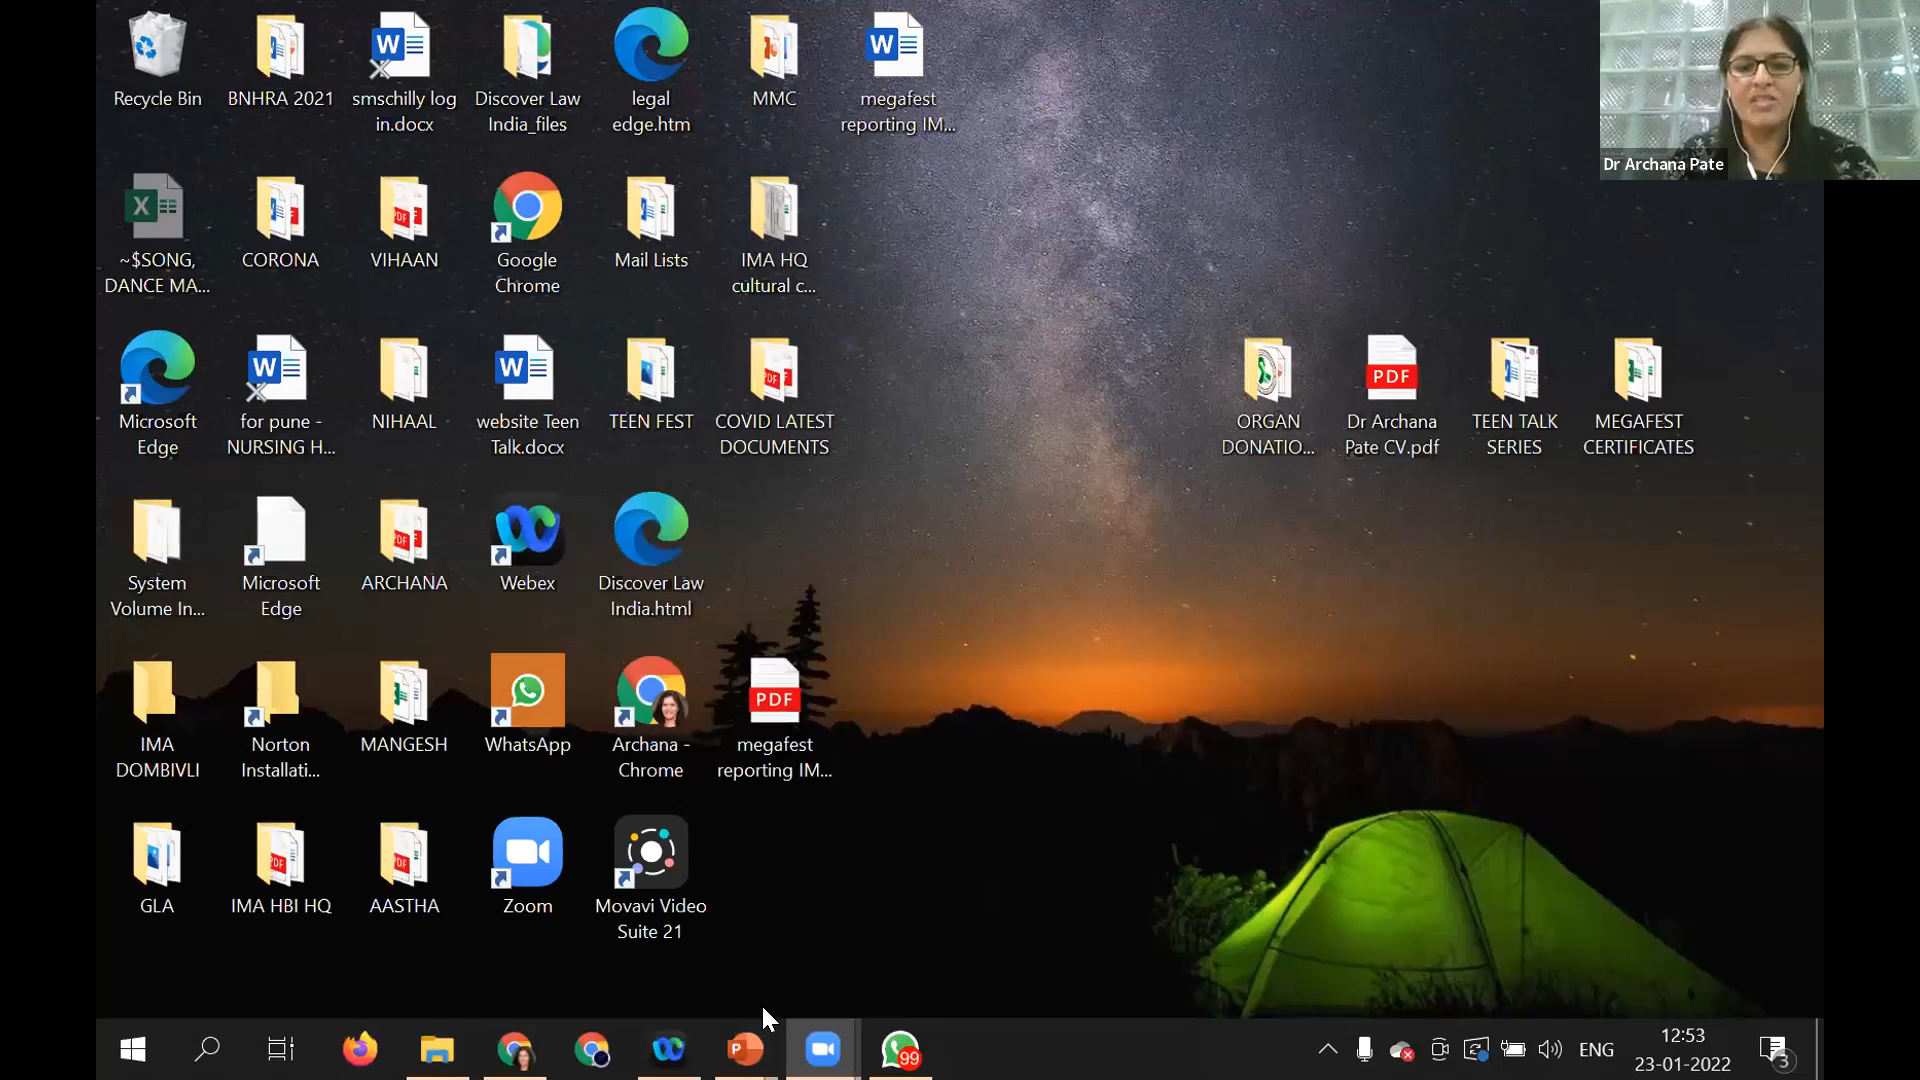 Recycle Bin
BNHRA 2021
smschilly log
in.docx
Discover Law
India_files
legal
edge.htm
MMC
megafest
reporting IM...
Dr Archana Pate
~$SONG,
DANCE MA...
CORONA
VIHAAN
Google
Chrome
Mail Lists
IMA HQ
cultural c...
Microsoft
Edge
for pune -
NURSING H...
NIHAAL
website Teen
Talk.docx
TEEN FEST
COVID LATEST
DOCUMENTS
PDF
ORGAN
DONATIO...
Dr Archana
Pate CV.pdf
TEEN TALK
SERIES
MEGAFEST
CERTIFICATES
System
Volume In...
Microsoft
Edge
ARCHANA
Webex
Discover Law
India.html
IMA
DOMBIVLI
Norton
Installati...
MANGESH
WhatsApp
Archana -
Chrome
PDF
megafest
reporting IM...
GLA
IMA HBI HQ
AASTHA
Zoom
Movavi Video
Suite 21
99
ENG
12:53
23-01-2022
3